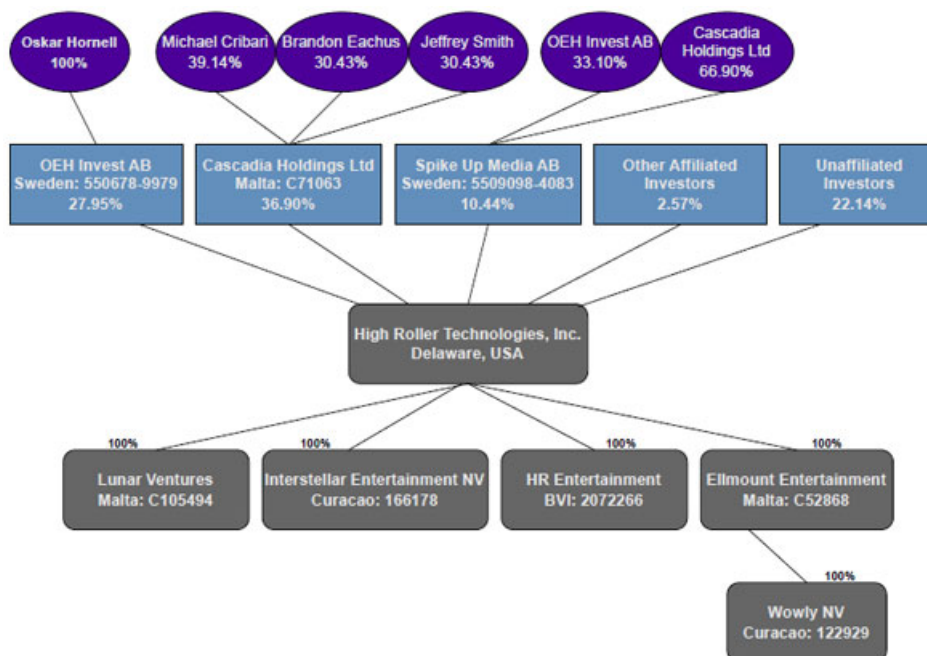 Oskar Hornell
100%
Michael Cribari
39.14%
Brandon Eachus
30.43%
Jeffrey Smith
30.43%
OEH Invest AB
33.10%
Cascadia
Holdings Ltd
66.90%
OEH Invest AB
Sweden: 550678-9979
27.95%
Cascadia Holdings Ltd
Malta: C71063
36.90%
Spike Up Media AB
Sweden: 5509098-4083
10.44%
Other Affiliated
Investors
2.57%
Unaffiliated
Investors
22.14%
High Roller Technologies, Inc.
Delaware, USA
100%
Lunar Ventures
Malta: C105494
100%
Interstellar Entertainment NV
Curacao: 166178
100%
HR Entertainment
BVI: 2072266
100%
Ellmount Entertainment
Malta: C52868
100%
Wowly NV
Curacao: 122929